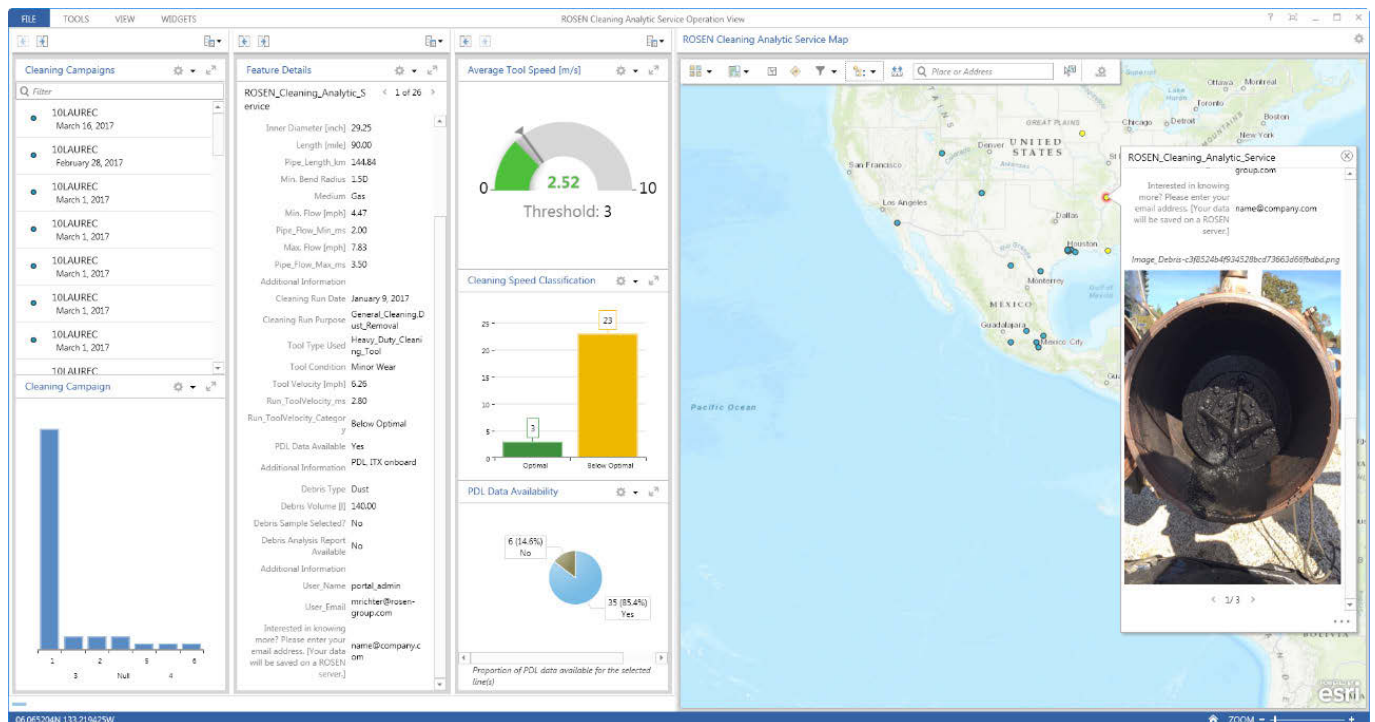 FILE
TOOLS
VIEW
WIDGETS
ROSEN Cleaning Analytic Service Operation View
Cleaning Campaigns
Filter
10LAUREC
March 16, 2017
10LAUREC
February 28, 2017
10LAUREC
March 1, 2017
10LAUREC
March 1, 2017
10LAUREC
March 1, 2017
10LAUREC
March 1, 2017
10LAUREC
March 1, 2017
10LAUREC
Cleaning Campaign
1
2
5
6
3
Null
4
Feature Details
ROSEN_Cleaning_Analytic_S
ervice
1 of 26
Inner Diameter [inch] 29.25
Length [mile] 90.00
Pipe_Length_km 144.84
Min. Bend Radius 1.5D
Medium Gas
Min. Flow [mph] 4.47
Pipe_Flow_Min_ms 2.00
Max. Flow [mph] 7.83
Pipe_Flow_Max_ms 3.50
Additional Information
Cleaning Run Date January 9, 2017
Cleaning Run Purpose General_Cleaning,D
ust_Removal
Tool Type Used Heavy_Duty_Cleani
ng_Tool
Tool Condition Minor Wear
Tool Velocity [mph] 6.26
Run_ToolVelocity_ms 2.80
Run_ToolVelocity_Categor
y Below Optimal
PDL Data Available Yes
Additional Information PDL, ITX onboard
Debris Type Dust
Debris Volume [l] 140.00
Debris Sample Selected? No
Debris Analysis Report
Available No
Additional Information
User_Name portal_admin
User_Email mrichter@rosen-
group.com
Interested in knowing
more? Please enter your
email address. [Your data
will be saved on a ROSEN
server.]
name@company.c
om
Average Tool Speed [m/s]
0
2.52
10
Threshold: 3
Cleaning Speed Classification
25
20
15
10
5
0
3
23
Optimal
Below Optimal
PDL Data Availability
6 (14.6%)
No
35 (85.4%)
Yes
Proportion of PDL data available for the selected
line(s)
ROSEN Cleaning Analytic Service Map
Place or Address
Superior
Ottawa
Montreal
Lake
Huron
Toronto
GREAT PLAINS
Chicago
Detroit
Boston
New York
UNITED
STATES
Denver
San Francisco
Arkansas
Los Angeles
Dallas
Houston
Rio Grande
Monterrey
Gulf of
Mexico
MEXICO
Guadalajara
Mexico City
Pacific Ocean
BOLIVIA
ROSEN_Cleaning_Analytic_Service
group.com
Interested in knowing
more? Please enter your
email address. [Your data
will be saved on a ROSEN
server.]
name@company.com
Image_Debris-c3f8524b4f934528bcd73663d66fbdbd.png
1/3
esri
06.065204N 133.219425W
ZOOM